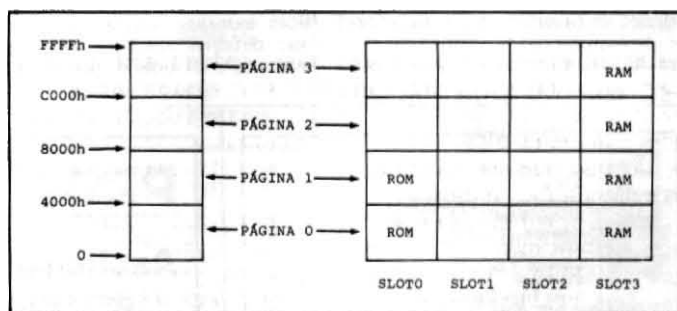 FFFFh
PÁGINA 3 RAM
C000h
PÁGINA 2 RAM
8000h
PÁGINA 1 ROM RAM
4000h
PÁGINA 0 ROM RAM
0
SLOT0 SLOT1 SLOT2 SLOT3